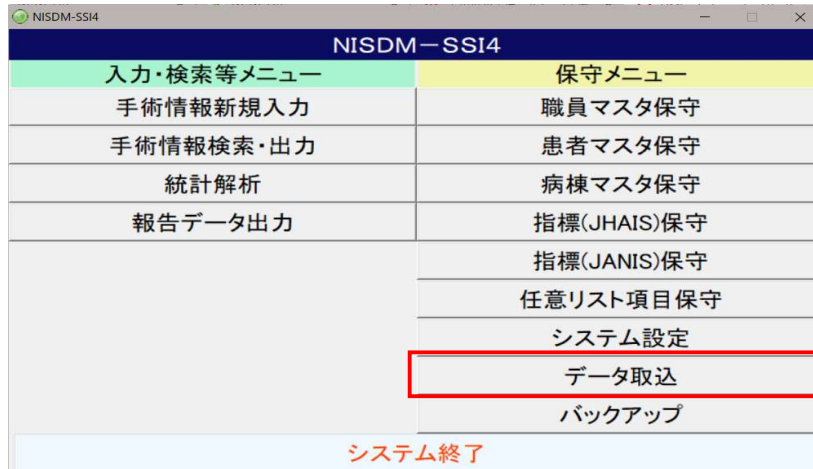 NISDM-SSI4
NISDM－SSI4
入力・検索等メニュー
保守メニュー
手術情報新規入力
職員マスタ保守
手術情報検索・出力
患者マスタ保守
統計解析
病棟マスタ保守
報告データ出力
指標(JHAIS)保守
指標(JANIS)保守
任意リスト項目保守
システム設定
データ取込
バックアップ
システム終了